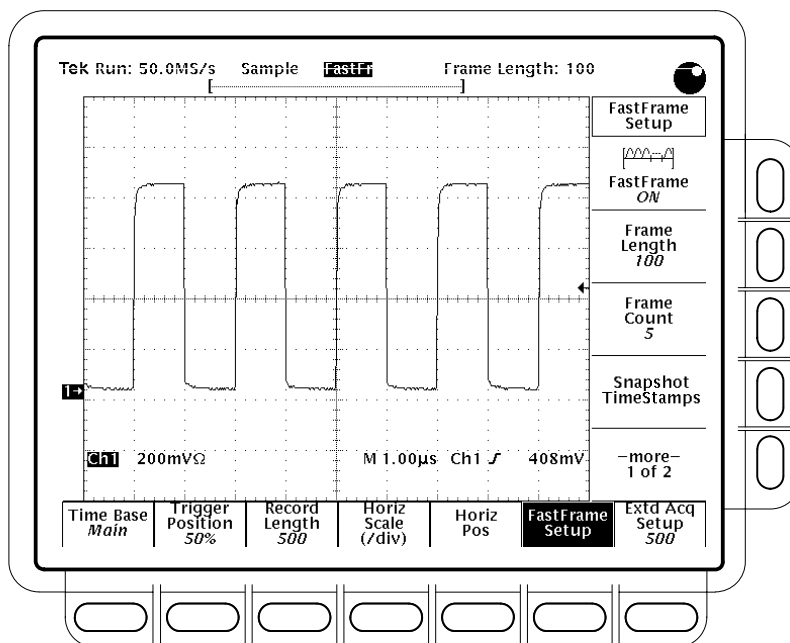 Tek Run: 50.0MS/s Sample FastFr Frame Length: 100
FastFrame
Setup
FastFrame
ON
Frame
Length
100
Frame
Count
5
Snapshot
TimeStamps
–more–
1 of 2
1→
Ch1 200mVΩ M 1.00µs Ch1 408mV
Time Base
Main
Trigger
Position
50%
Record
Length
500
Horiz
Scale
(/div)
Horiz
Pos
FastFrame
Setup
Extd Acq
Setup
500